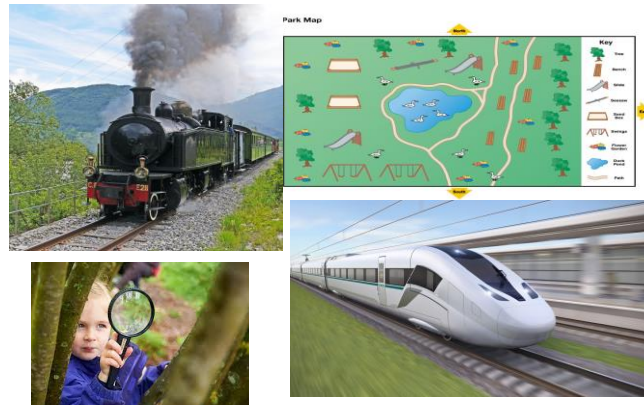 Park Map
North
Key
Tree
Bench
Slide
Seesaw
Sand
Box
Swings
Flower
Garden
Duck
Pond
Path
South